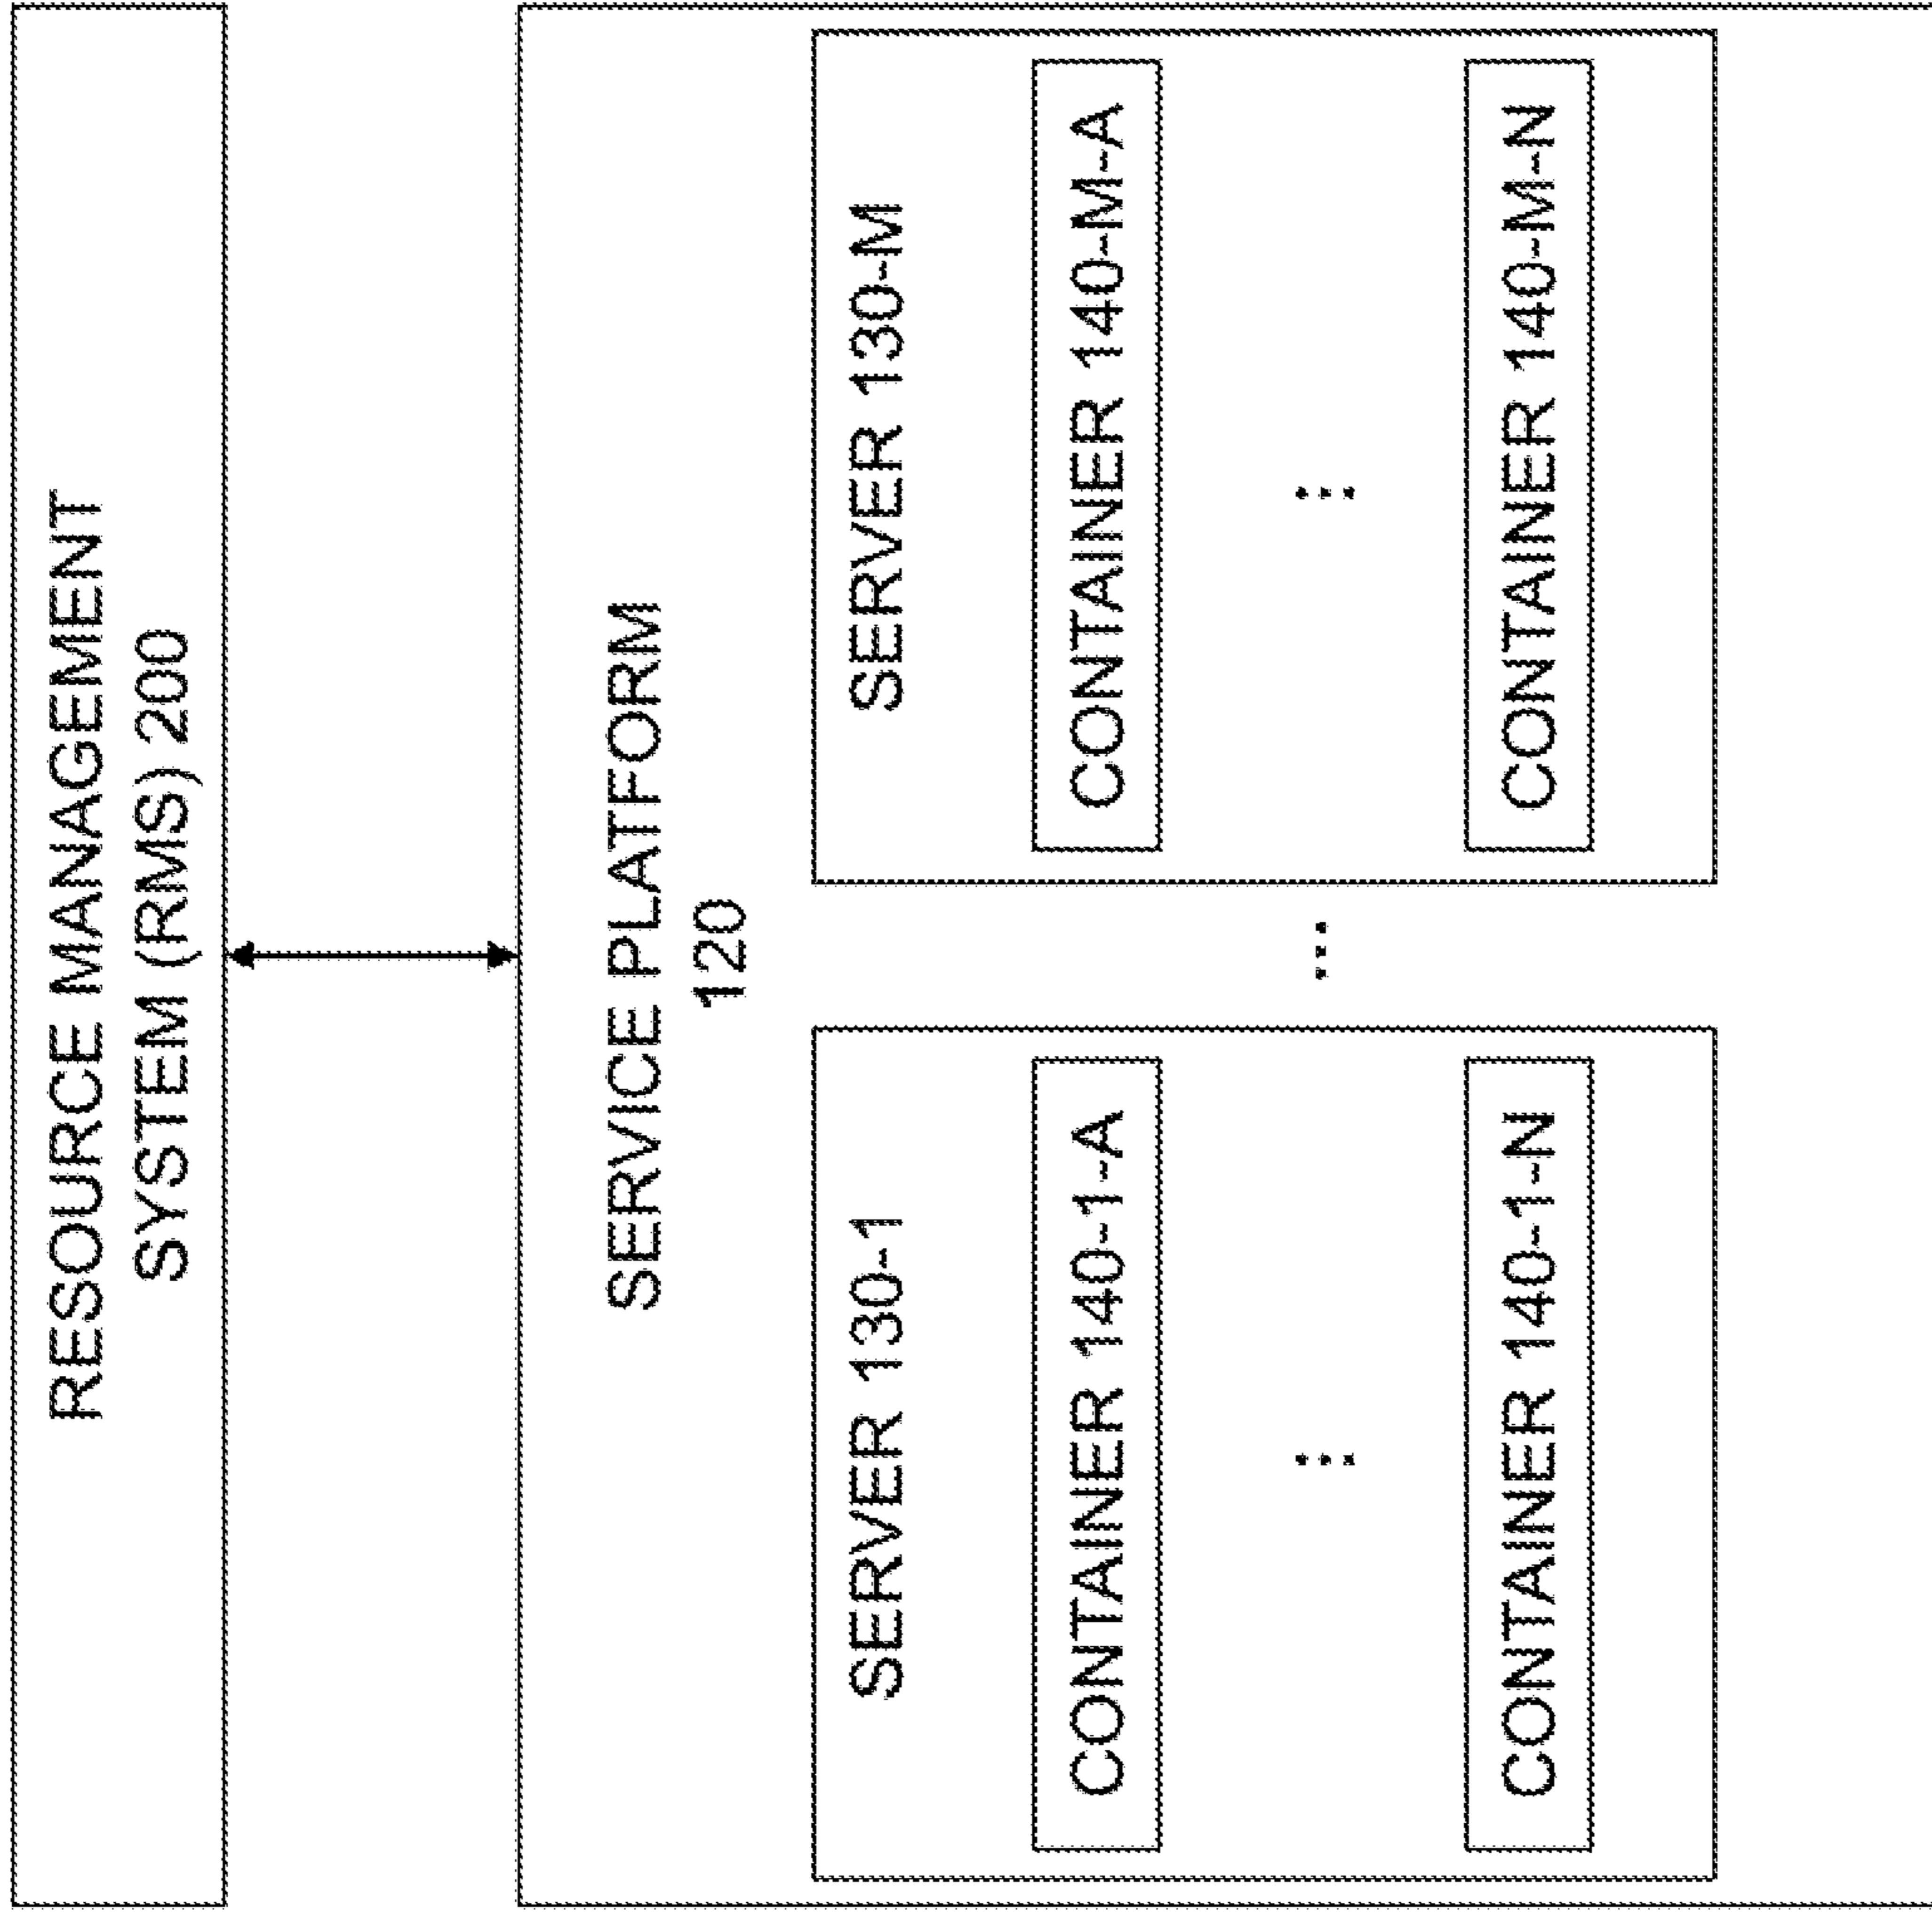 RESOURCE MANAGEMENT
SYSTEM (RMS) 200
SERVICE PLATFORM
120
SERVER 130-1
CONTAINER 140-1-A
⋮
CONTAINER 140-1-N
...
SERVER 130-M
CONTAINER 140-M-A
⋮
CONTAINER 140-M-N